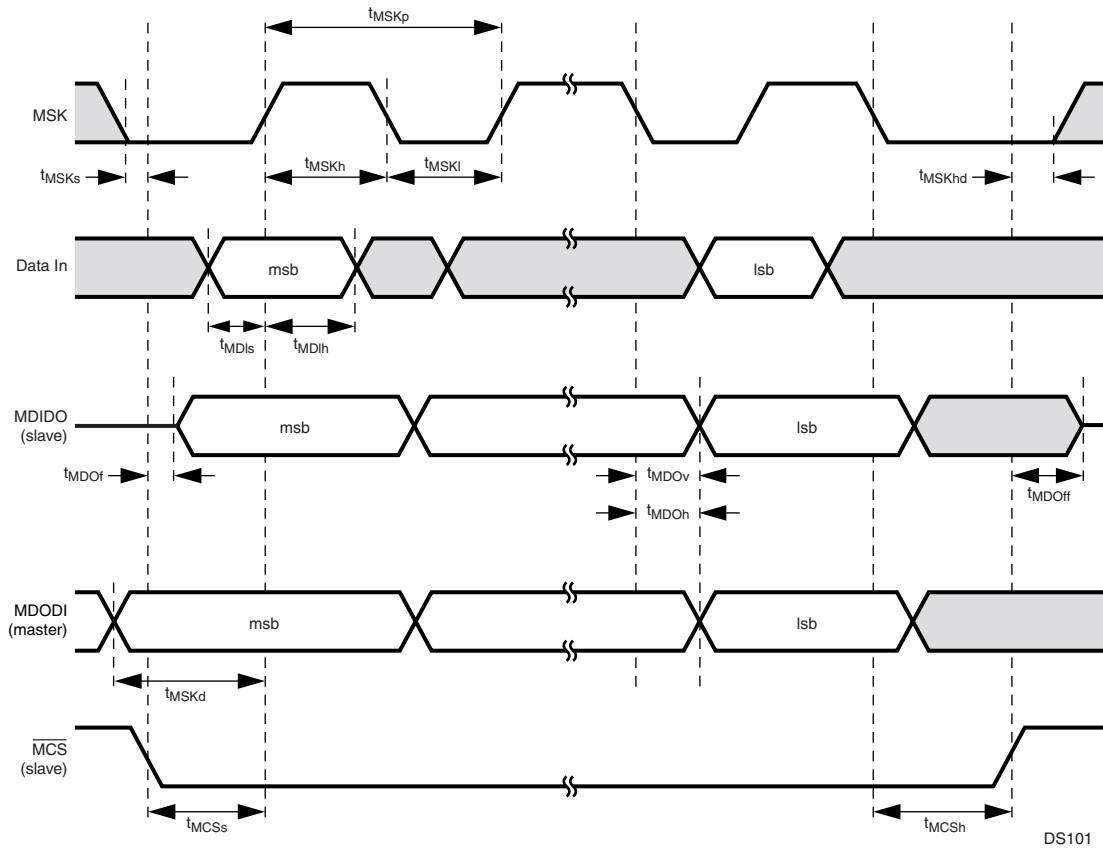 tMSKp
MSK
tMSKs
tMSKh
tMSKl
tMSKhd
Data In
msb
lsb
tMDIs
tMDIh
MDIDO
(slave)
msb
lsb
tMDOf
tMDOv
tMDOff
tMDOh
MDODI
(master)
msb
lsb
tMSKd
MCS
(slave)
tMCSs
tMCSh
DS101